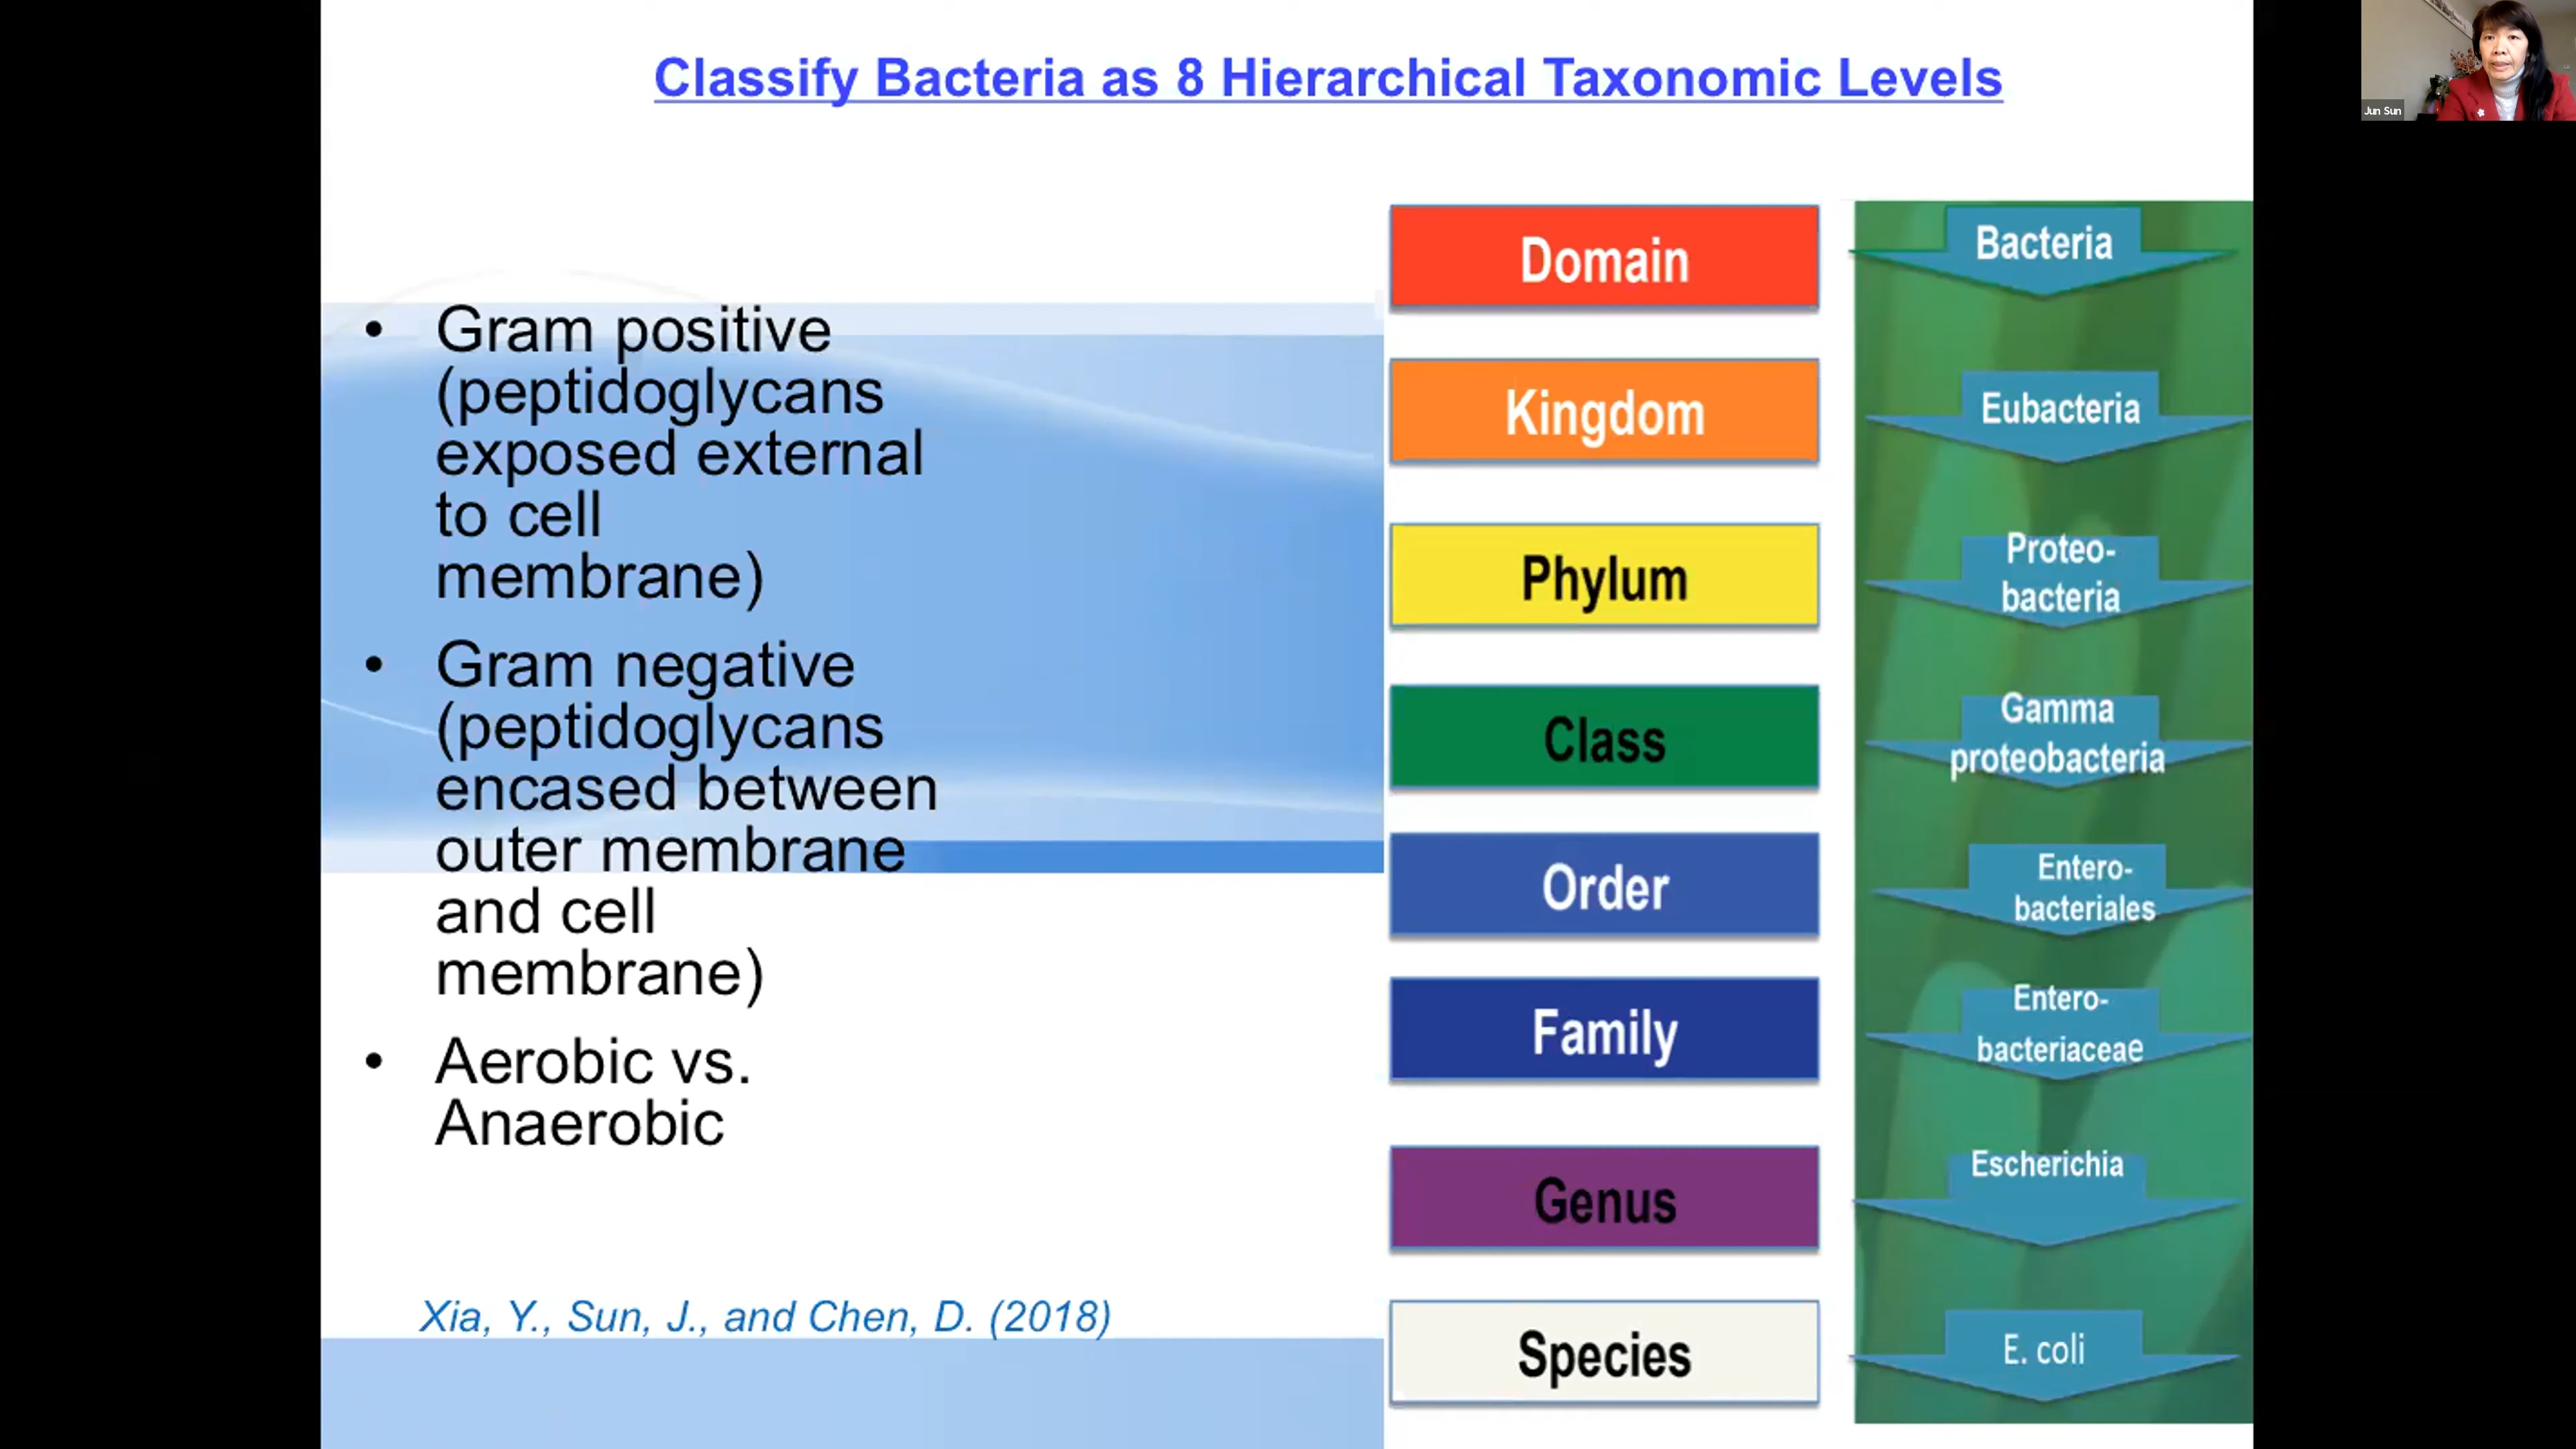 Classify Bacteria as 8 Hierarchical Taxonomic Levels
Jun Sun
• Gram positive
(peptidoglycans
exposed external
to cell
membrane)
• Gram negative
(peptidoglycans
encased between
outer membrane
and cell
membrane)
• Aerobic vs.
Anaerobic
Xia, Y., Sun, J., and Chen, D. (2018)
Domain
Bacteria
Kingdom
Eubacteria
Phylum
Proteo-
bacteria
Class
Gamma
proteobacteria
Order
Entero-
bacteriales
Family
Entero-
bacteriaceae
Genus
Escherichia
Species
E. coli